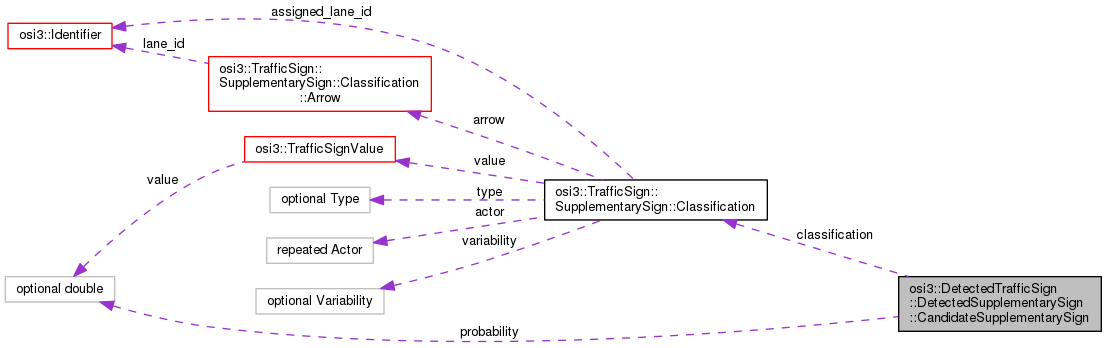 assigned_lane_id
osi3::Identifier
lane_id
osi3::TrafficSign::
SupplementarySign::Classification
::Arrow
arrow
osi3::TrafficSignValue
value
value
optional Type
type
osi3::TrafficSign::
SupplementarySign::Classification
actor
repeated Actor
variability
classification
optional double
optional Variability
osi3::DetectedTrafficSign
::DetectedSupplementarySign
::CandidateSupplementarySign
probability